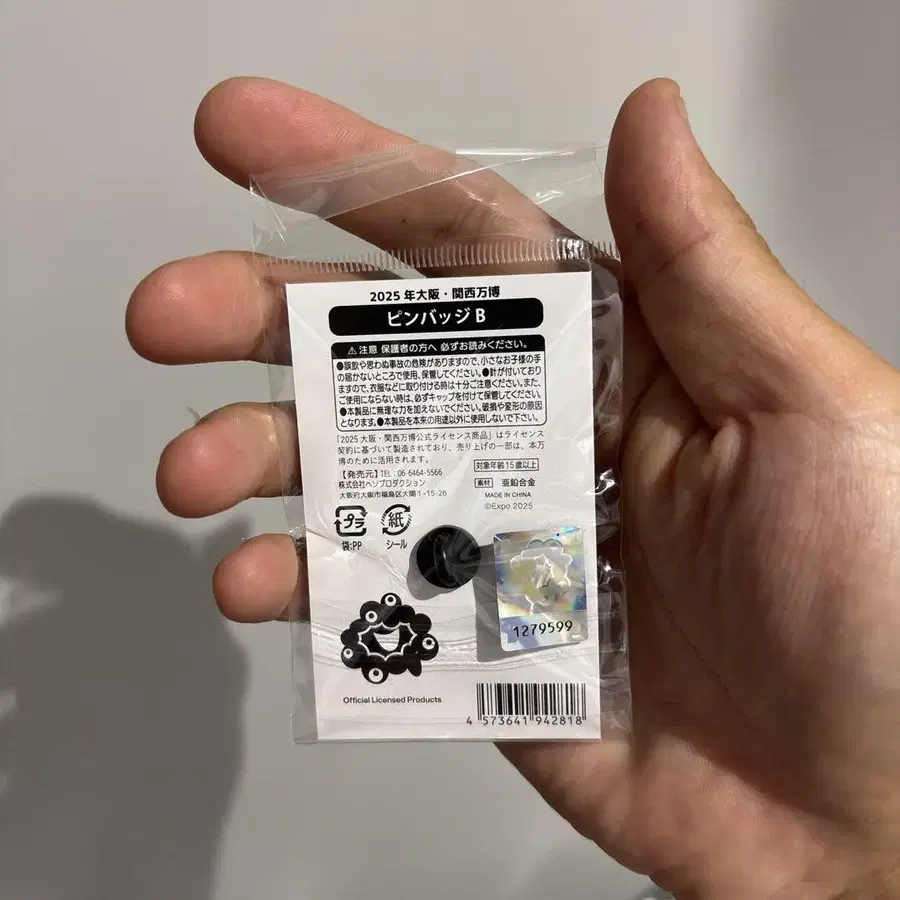 2025 年大阪・関西万博
ピンバッジ B
⚠注意 保護者の方へ 必ずお読みください。
●誤飲や思わぬ事故の危険がありますので、小さなお子様の手
の届かないところで使用、保管してください。●針が付いており
ますので、衣服などに取り付ける時は十分ご注意ください。また、
ご使用にならない時は、必ずキャップを付けて保管してください。
●本製品に無理な力を加えないでください。破損や変形の原因
となります。●本製品を本来の用途以外に使用しないで下さい。
「2025 大阪・関西万博公式ライセンス商品」はライセンス
契約に基づいて製造されており、売り上げの一部は、本万
博のために活用されます。
対象年齢15歳以上
【発売元】TEL:06-6464-5566
株式会社ヘソプロダクション
大阪府大阪市福島区大開1-15-26
素材 亜鉛合金
MADE IN CHINA
©Expo 2025
プラ
袋:PP
紙
シール
1279599
Official Licensed Products
4 573641 942818